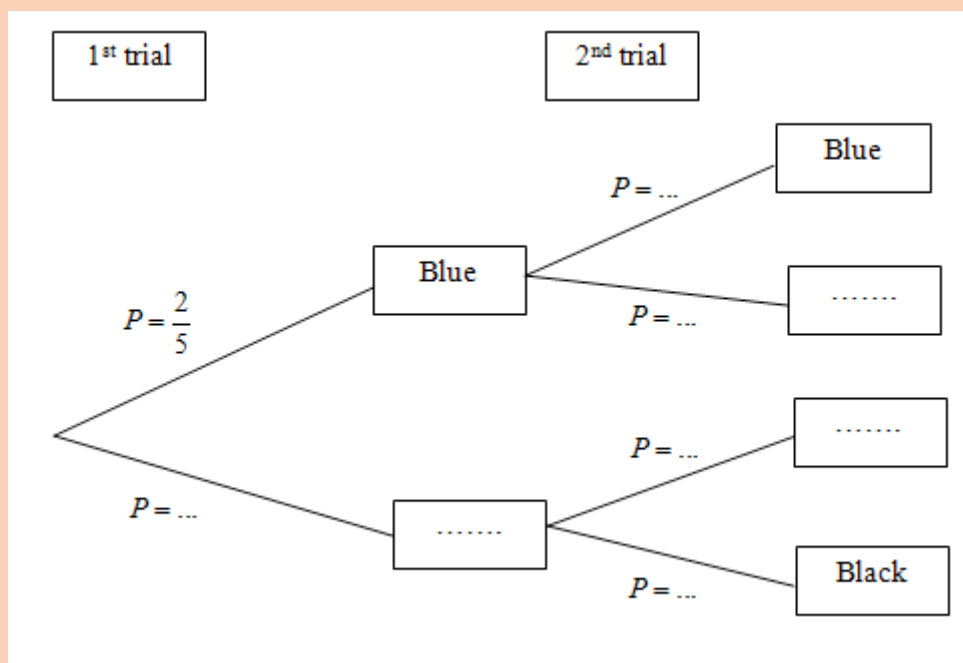 1st trial
2nd trial
Blue
P = ...
Blue
P = 2/5
P = ...
.......
.......
P = ...
P = ...
.......
P = ...
Black